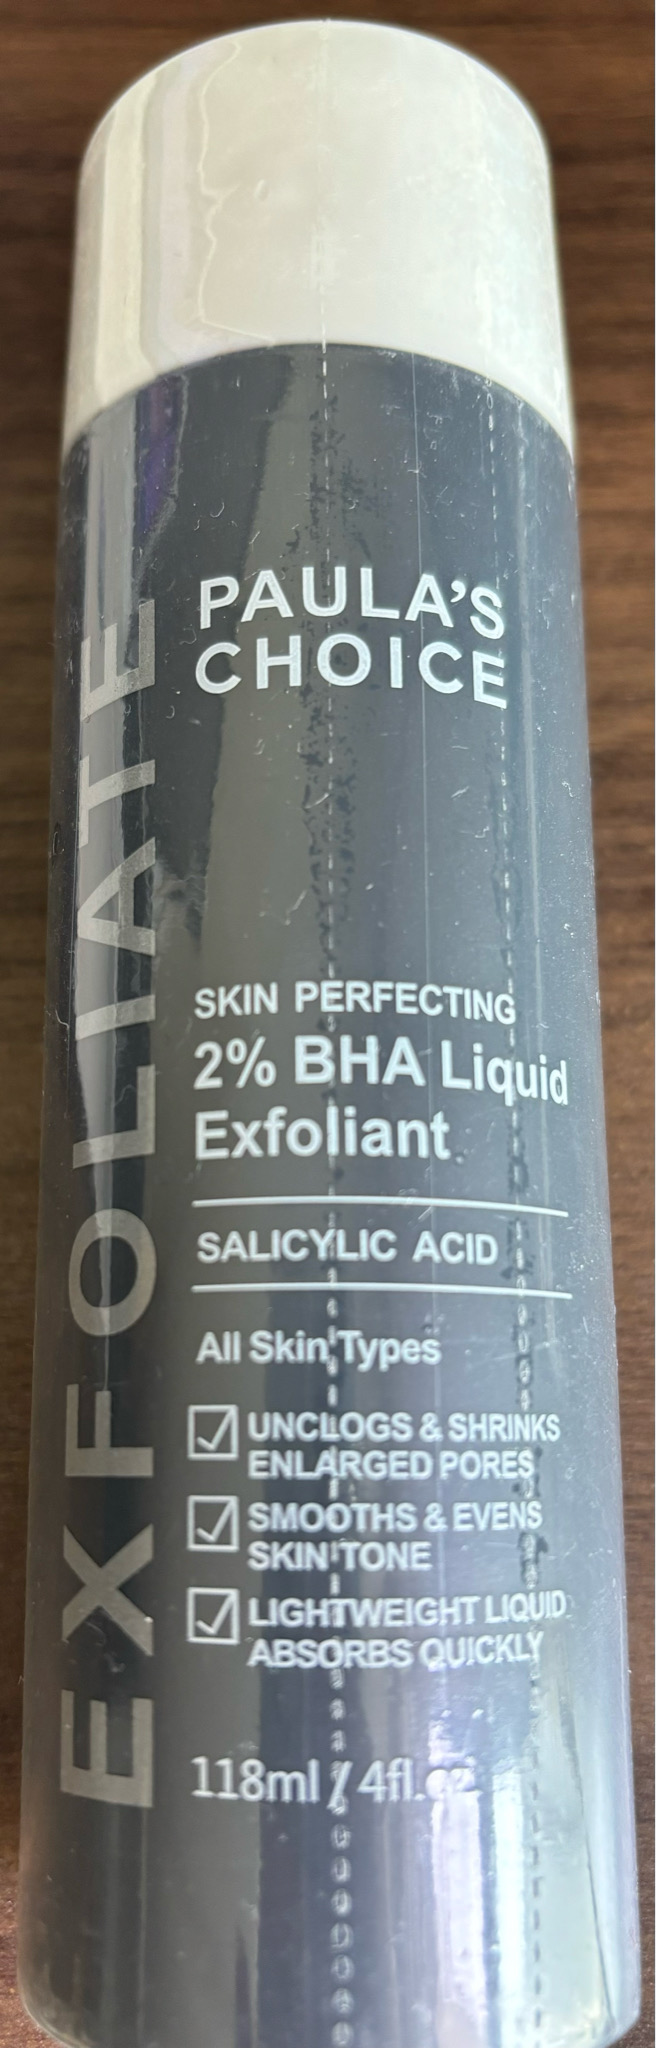 PAULA'S
CHOICE
EXFOLIATE
SKIN PERFECTING
2% BHA Liquid
Exfoliant
SALICYLIC ACID
All Skin Types
UNCLOGS & SHRINKS
ENLARGED PORES
SMOOTHS & EVENS
SKIN TONE
LIGHTWEIGHT LIQUID
ABSORBS QUICKLY
118ml / 4fl.oz